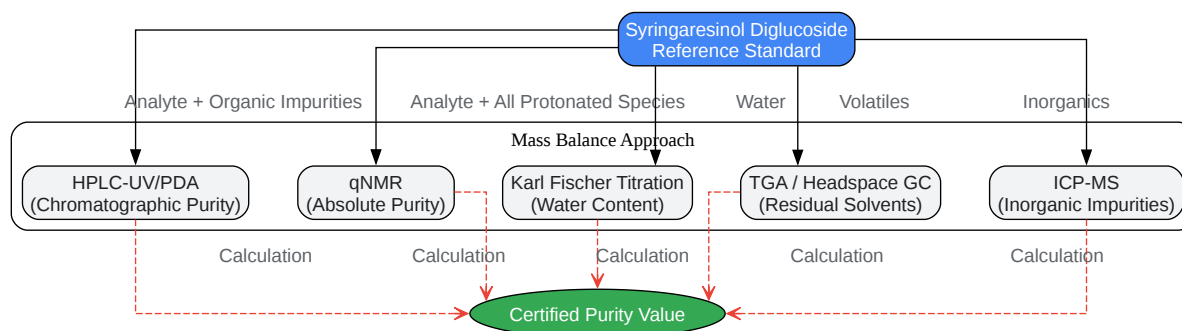 Syringaresinol Diglucoside
Reference Standard
Analyte + Organic Impurities
Analyte + All Protonated Species
Water
Volatiles
Inorganics
Mass Balance Approach
HPLC-UV/PDA
(Chromatographic Purity)
qNMR
(Absolute Purity)
Karl Fischer Titration
(Water Content)
TGA / Headspace GC
(Residual Solvents)
ICP-MS
(Inorganic Impurities)
Calculation
Calculation
Calculation
Calculation
Calculation
Certified Purity Value